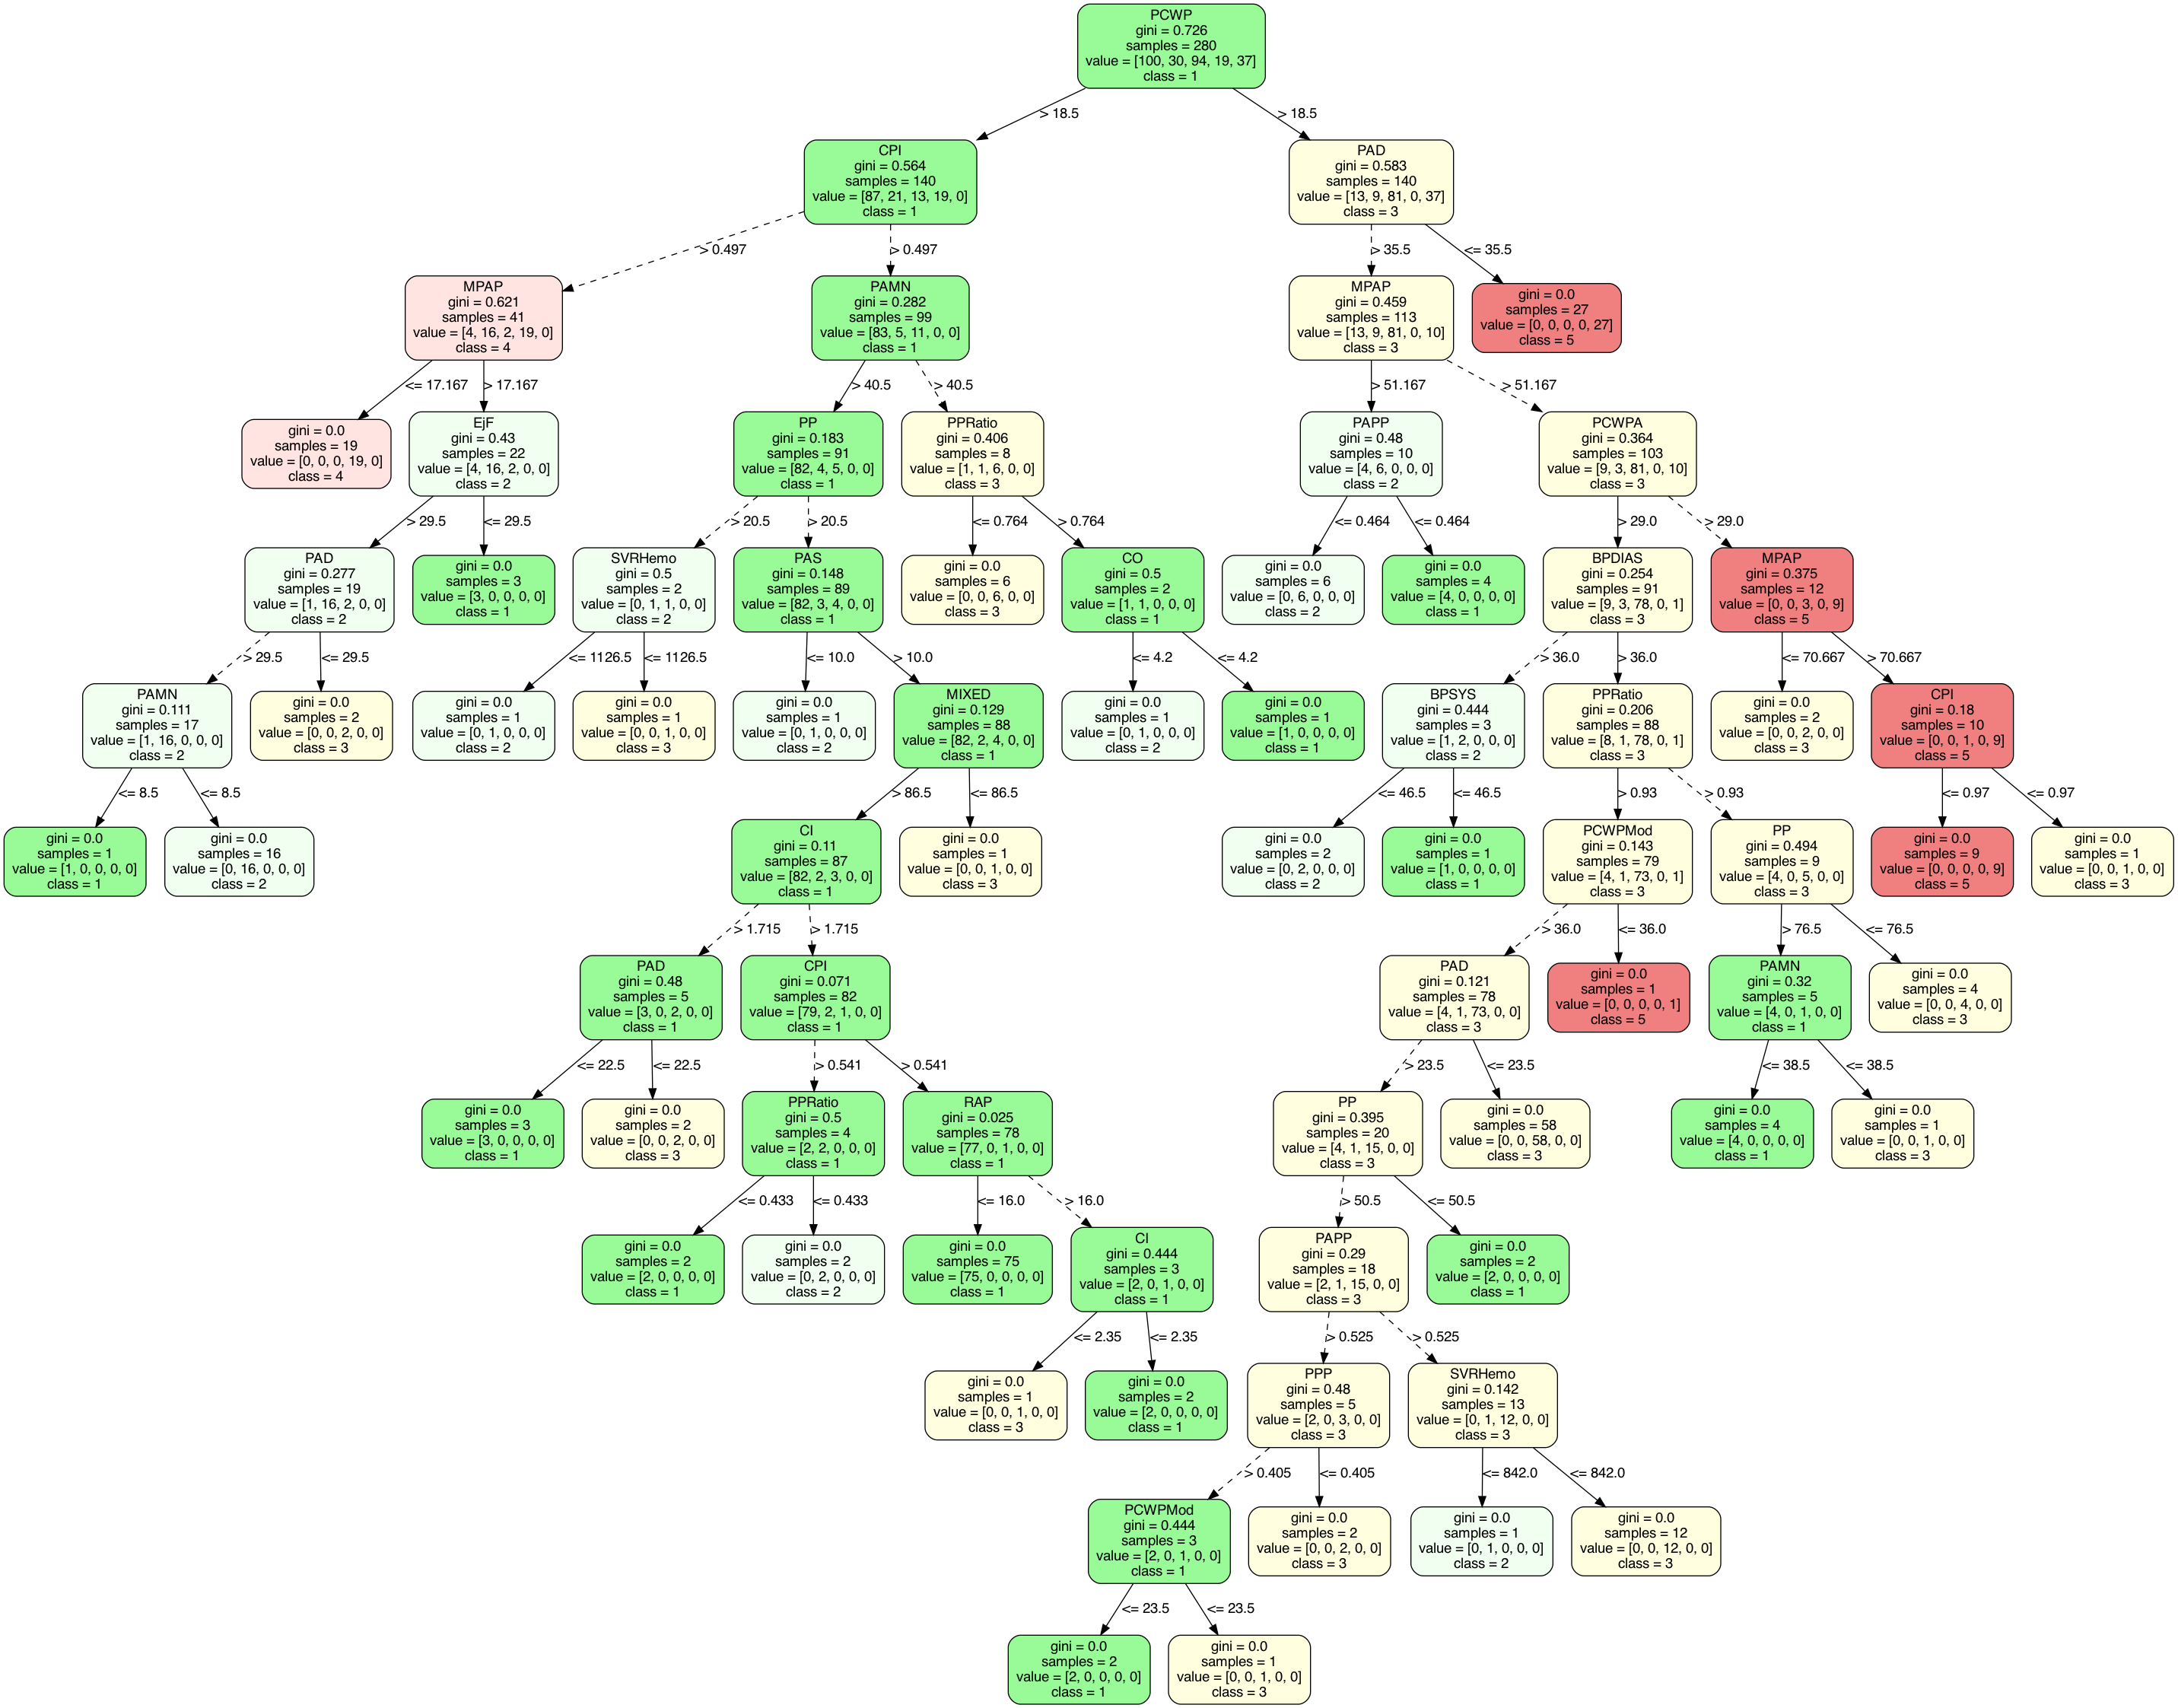 PCWP
gini = 0.726
samples = 280
value = [100, 30, 94, 19, 37]
class = 1
> 18.5
> 18.5
CPI
gini = 0.564
samples = 140
value = [87, 21, 13, 19, 0]
class = 1
PAD
gini = 0.583
samples = 140
value = [13, 9, 81, 0, 37]
class = 3
> 0.497
> 0.497
> 35.5
<= 35.5
MPAP
gini = 0.621
samples = 41
value = [4, 16, 2, 19, 0]
class = 4
PAMN
gini = 0.282
samples = 99
value = [83, 5, 11, 0, 0]
class = 1
MPAP
gini = 0.459
samples = 113
value = [13, 9, 81, 0, 10]
class = 3
gini = 0.0
samples = 27
value = [0, 0, 0, 0, 27]
class = 5
<= 17.167
> 17.167
> 40.5
> 40.5
> 51.167
> 51.167
gini = 0.0
samples = 19
value = [0, 0, 0, 19, 0]
class = 4
EjF
gini = 0.43
samples = 22
value = [4, 16, 2, 0, 0]
class = 2
PP
gini = 0.183
samples = 91
value = [82, 4, 5, 0, 0]
class = 1
PPRatio
gini = 0.406
samples = 8
value = [1, 1, 6, 0, 0]
class = 3
PAPP
gini = 0.48
samples = 10
value = [4, 6, 0, 0, 0]
class = 2
PCWPA
gini = 0.364
samples = 103
value = [9, 3, 81, 0, 10]
class = 3
> 29.5
<= 29.5
> 20.5
> 20.5
<= 0.764
> 0.764
<= 0.464
<= 0.464
> 29.0
> 29.0
PAD
gini = 0.277
samples = 19
value = [1, 16, 2, 0, 0]
class = 2
gini = 0.0
samples = 3
value = [3, 0, 0, 0, 0]
class = 1
SVRHemo
gini = 0.5
samples = 2
value = [0, 1, 1, 0, 0]
class = 2
PAS
gini = 0.148
samples = 89
value = [82, 3, 4, 0, 0]
class = 1
gini = 0.0
samples = 6
value = [0, 0, 6, 0, 0]
class = 3
CO
gini = 0.5
samples = 2
value = [1, 1, 0, 0, 0]
class = 1
gini = 0.0
samples = 6
value = [0, 6, 0, 0, 0]
class = 2
gini = 0.0
samples = 4
value = [4, 0, 0, 0, 0]
class = 1
BPDIAS
gini = 0.254
samples = 91
value = [9, 3, 78, 0, 1]
class = 3
MPAP
gini = 0.375
samples = 12
value = [0, 0, 3, 0, 9]
class = 5
> 29.5
<= 29.5
<= 1126.5
<= 1126.5
<= 10.0
> 10.0
<= 4.2
<= 4.2
> 36.0
> 36.0
<= 70.667
> 70.667
PAMN
gini = 0.111
samples = 17
value = [1, 16, 0, 0, 0]
class = 2
gini = 0.0
samples = 2
value = [0, 0, 2, 0, 0]
class = 3
gini = 0.0
samples = 1
value = [0, 1, 0, 0, 0]
class = 2
gini = 0.0
samples = 1
value = [0, 0, 1, 0, 0]
class = 3
gini = 0.0
samples = 1
value = [0, 1, 0, 0, 0]
class = 2
MIXED
gini = 0.129
samples = 88
value = [82, 2, 4, 0, 0]
class = 1
gini = 0.0
samples = 1
value = [0, 1, 0, 0, 0]
class = 2
gini = 0.0
samples = 1
value = [1, 0, 0, 0, 0]
class = 1
BPSYS
gini = 0.444
samples = 3
value = [1, 2, 0, 0, 0]
class = 2
PPRatio
gini = 0.206
samples = 88
value = [8, 1, 78, 0, 1]
class = 3
gini = 0.0
samples = 2
value = [0, 0, 2, 0, 0]
class = 3
CPI
gini = 0.18
samples = 10
value = [0, 0, 1, 0, 9]
class = 5
<= 8.5
<= 8.5
> 86.5
<= 86.5
<= 46.5
<= 46.5
> 0.93
> 0.93
<= 0.97
<= 0.97
gini = 0.0
samples = 1
value = [1, 0, 0, 0, 0]
class = 1
gini = 0.0
samples = 16
value = [0, 16, 0, 0, 0]
class = 2
CI
gini = 0.11
samples = 87
value = [82, 2, 3, 0, 0]
class = 1
gini = 0.0
samples = 1
value = [0, 0, 1, 0, 0]
class = 3
gini = 0.0
samples = 2
value = [0, 2, 0, 0, 0]
class = 2
gini = 0.0
samples = 1
value = [1, 0, 0, 0, 0]
class = 1
PCWPMod
gini = 0.143
samples = 79
value = [4, 1, 73, 0, 1]
class = 3
PP
gini = 0.494
samples = 9
value = [4, 0, 5, 0, 0]
class = 3
gini = 0.0
samples = 9
value = [0, 0, 0, 0, 9]
class = 5
gini = 0.0
samples = 1
value = [0, 0, 1, 0, 0]
class = 3
> 1.715
> 1.715
> 36.0
<= 36.0
> 76.5
<= 76.5
PAD
gini = 0.48
samples = 5
value = [3, 0, 2, 0, 0]
class = 1
CPI
gini = 0.071
samples = 82
value = [79, 2, 1, 0, 0]
class = 1
PAD
gini = 0.121
samples = 78
value = [4, 1, 73, 0, 0]
class = 3
gini = 0.0
samples = 1
value = [0, 0, 0, 0, 1]
class = 5
PAMN
gini = 0.32
samples = 5
value = [4, 0, 1, 0, 0]
class = 1
gini = 0.0
samples = 4
value = [0, 0, 4, 0, 0]
class = 3
<= 22.5
<= 22.5
> 0.541
> 0.541
> 23.5
<= 23.5
<= 38.5
<= 38.5
gini = 0.0
samples = 3
value = [3, 0, 0, 0, 0]
class = 1
gini = 0.0
samples = 2
value = [0, 0, 2, 0, 0]
class = 3
PPRatio
gini = 0.5
samples = 4
value = [2, 2, 0, 0, 0]
class = 1
RAP
gini = 0.025
samples = 78
value = [77, 0, 1, 0, 0]
class = 1
PP
gini = 0.395
samples = 20
value = [4, 1, 15, 0, 0]
class = 3
gini = 0.0
samples = 58
value = [0, 0, 58, 0, 0]
class = 3
gini = 0.0
samples = 4
value = [4, 0, 0, 0, 0]
class = 1
gini = 0.0
samples = 1
value = [0, 0, 1, 0, 0]
class = 3
<= 0.433
<= 0.433
<= 16.0
> 16.0
> 50.5
<= 50.5
gini = 0.0
samples = 2
value = [2, 0, 0, 0, 0]
class = 1
gini = 0.0
samples = 2
value = [0, 2, 0, 0, 0]
class = 2
gini = 0.0
samples = 75
value = [75, 0, 0, 0, 0]
class = 1
CI
gini = 0.444
samples = 3
value = [2, 0, 1, 0, 0]
class = 1
PAPP
gini = 0.29
samples = 18
value = [2, 1, 15, 0, 0]
class = 3
gini = 0.0
samples = 2
value = [2, 0, 0, 0, 0]
class = 1
<= 2.35
<= 2.35
> 0.525
> 0.525
gini = 0.0
samples = 1
value = [0, 0, 1, 0, 0]
class = 3
gini = 0.0
samples = 2
value = [2, 0, 0, 0, 0]
class = 1
PPP
gini = 0.48
samples = 5
value = [2, 0, 3, 0, 0]
class = 3
SVRHemo
gini = 0.142
samples = 13
value = [0, 1, 12, 0, 0]
class = 3
> 0.405
<= 0.405
<= 842.0
<= 842.0
PCWPMod
gini = 0.444
samples = 3
value = [2, 0, 1, 0, 0]
class = 1
gini = 0.0
samples = 2
value = [0, 0, 2, 0, 0]
class = 3
gini = 0.0
samples = 1
value = [0, 1, 0, 0, 0]
class = 2
gini = 0.0
samples = 12
value = [0, 0, 12, 0, 0]
class = 3
<= 23.5
<= 23.5
gini = 0.0
samples = 2
value = [2, 0, 0, 0, 0]
class = 1
gini = 0.0
samples = 1
value = [0, 0, 1, 0, 0]
class = 3